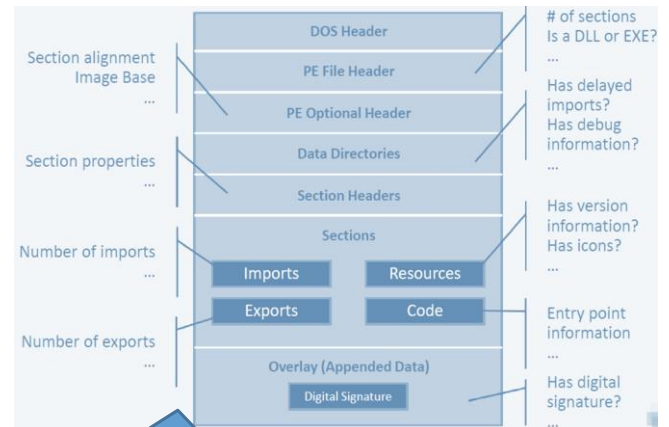 Section alignment
Image Base
...
Section properties
...
Number of imports
...
Number of exports
...
DOS Header
PE File Header
PE Optional Header
Data Directories
Section Headers
Sections
Imports
Resources
Exports
Code
Overlay (Appended Data)
Digital Signature
# of sections
Is a DLL or EXE?
...
Has delayed
imports?
Has debug
information?
...
Has version
information?
Has icons?
...
Entry point
information
...
Has digital
signature?
...